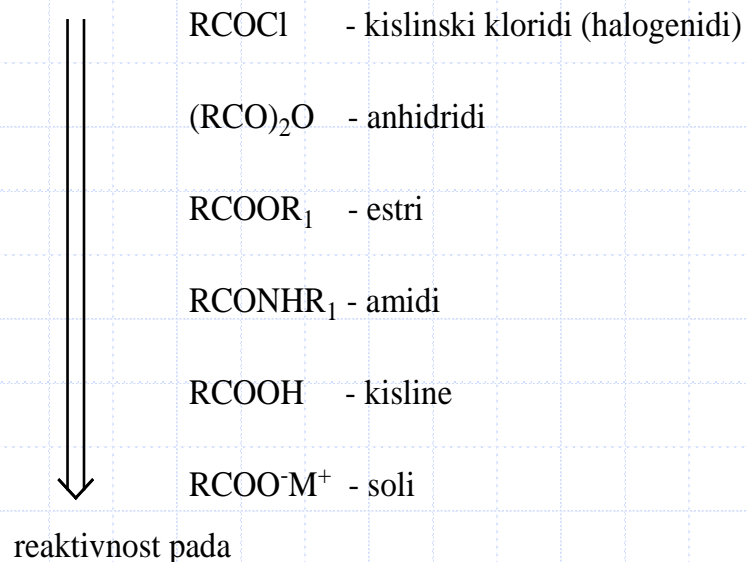 RCOCl - kislinski kloridi (halogenidi)
(RCO)₂O - anhidridi
RCOOR₁ - estri
RCONHR₁ - amidi
RCOOH - kisline
RCOO⁻M⁺ - soli
reaktivnost pada